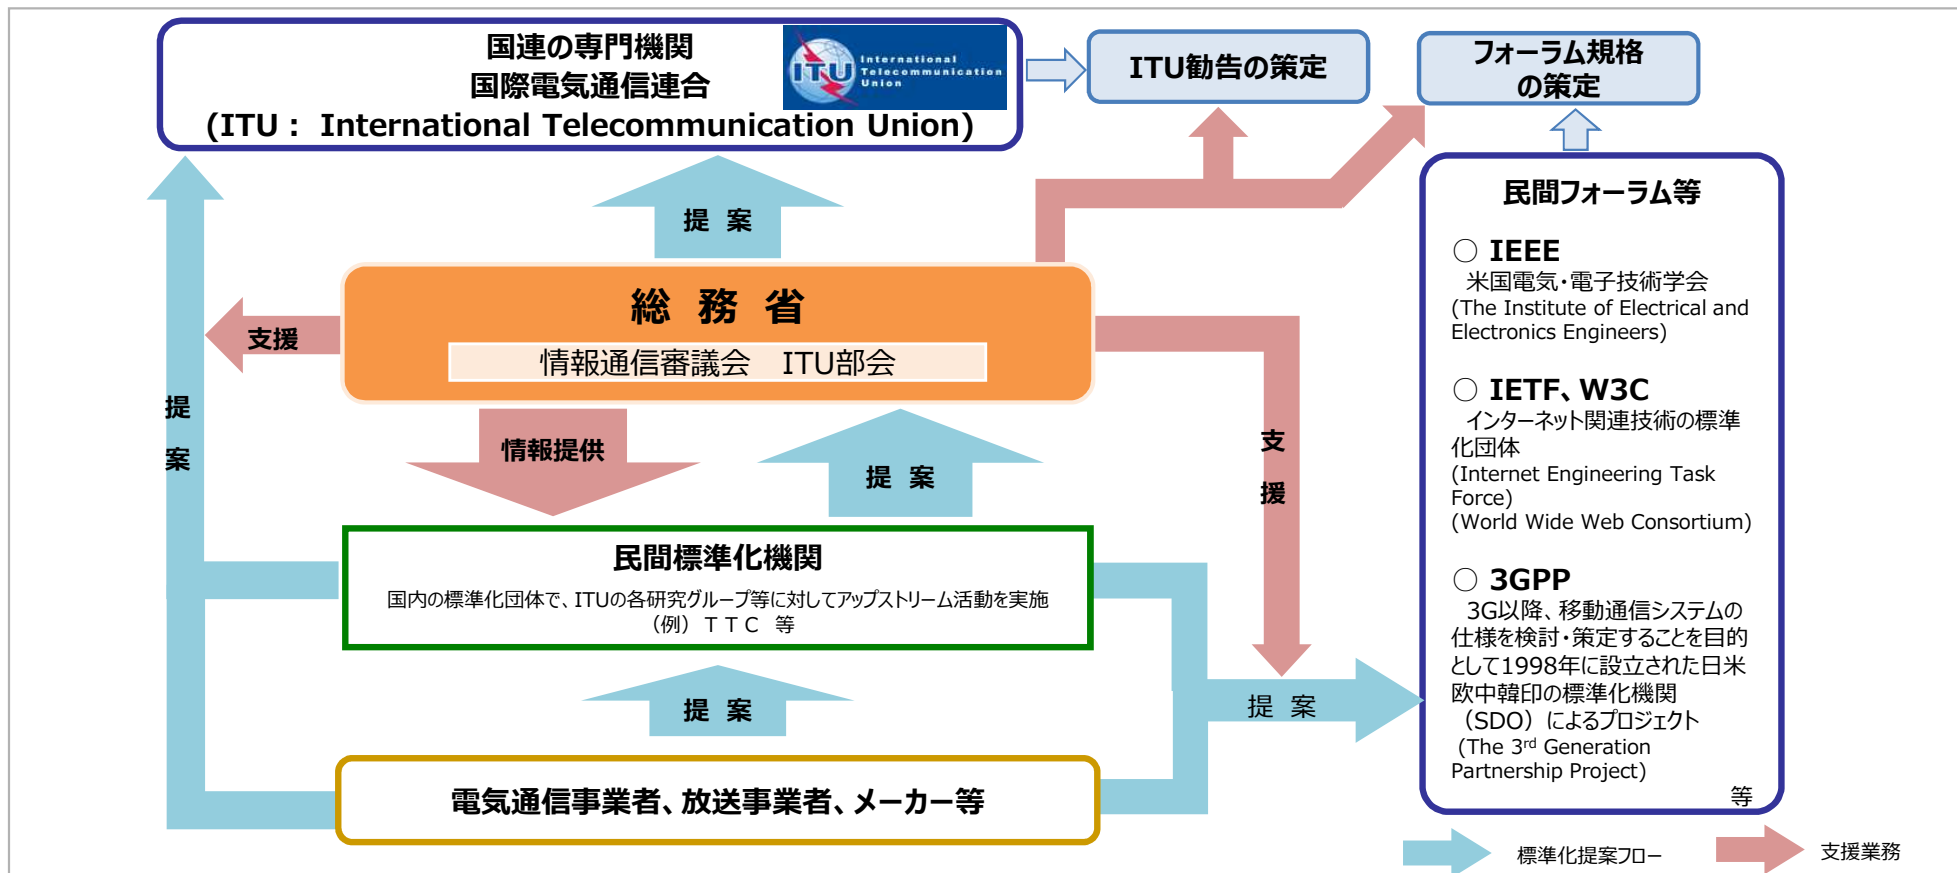 国連の専門機関
国際電気通信連合
(ITU： International Telecommunication Union)
ITU
International
Telecommunication
Union
ITU勧告の策定
フォーラム規格
の策定
提 案
総 務 省
情報通信審議会　ITU部会
支援
提
案
情報提供
提 案
支
援
民間標準化機関
国内の標準化団体で、ITUの各研究グループ等に対してアップストリーム活動を実施
（例）ＴＴＣ 等
提 案
提 案
電気通信事業者、放送事業者、メーカー等
民間フォーラム等
○ IEEE
米国電気・電子技術学会
(The Institute of Electrical and
Electronics Engineers)
○ IETF、W3C
インターネット関連技術の標準
化団体
(Internet Engineering Task
Force)
(World Wide Web Consortium)
○ 3GPP
3G以降、移動通信システムの
仕様を検討・策定することを目的
として1998年に設立された日米
欧中韓印の標準化機関
（SDO）によるプロジェクト
(The 3rd Generation
Partnership Project)
等
標準化提案フロー
支援業務